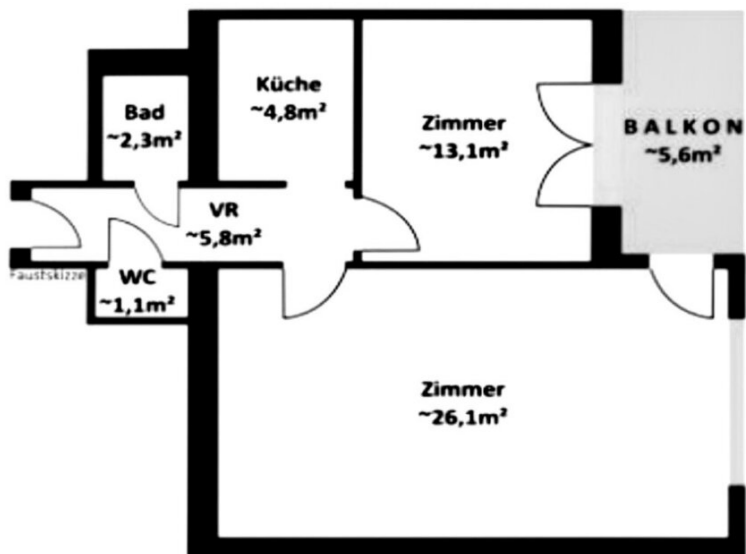 Küche
~4,8m²
Bad
~2,3m²
Zimmer
~13,1m²
BALKON
~5,6m²
VR
~5,8m²
Faustskizze
WC
~1,1m²
Zimmer
~26,1m²